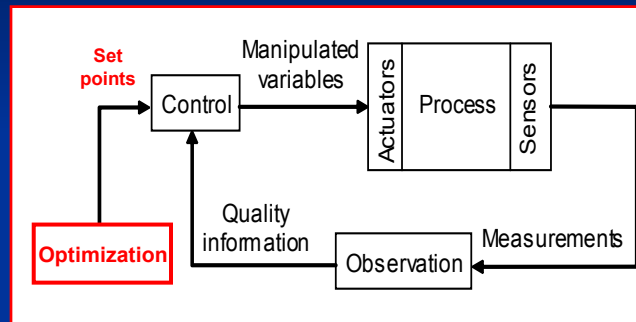 Set
points
Manipulated
variables
Control
Actuators
Process
Sensors
Optimization
Quality
information
Observation
Measurements